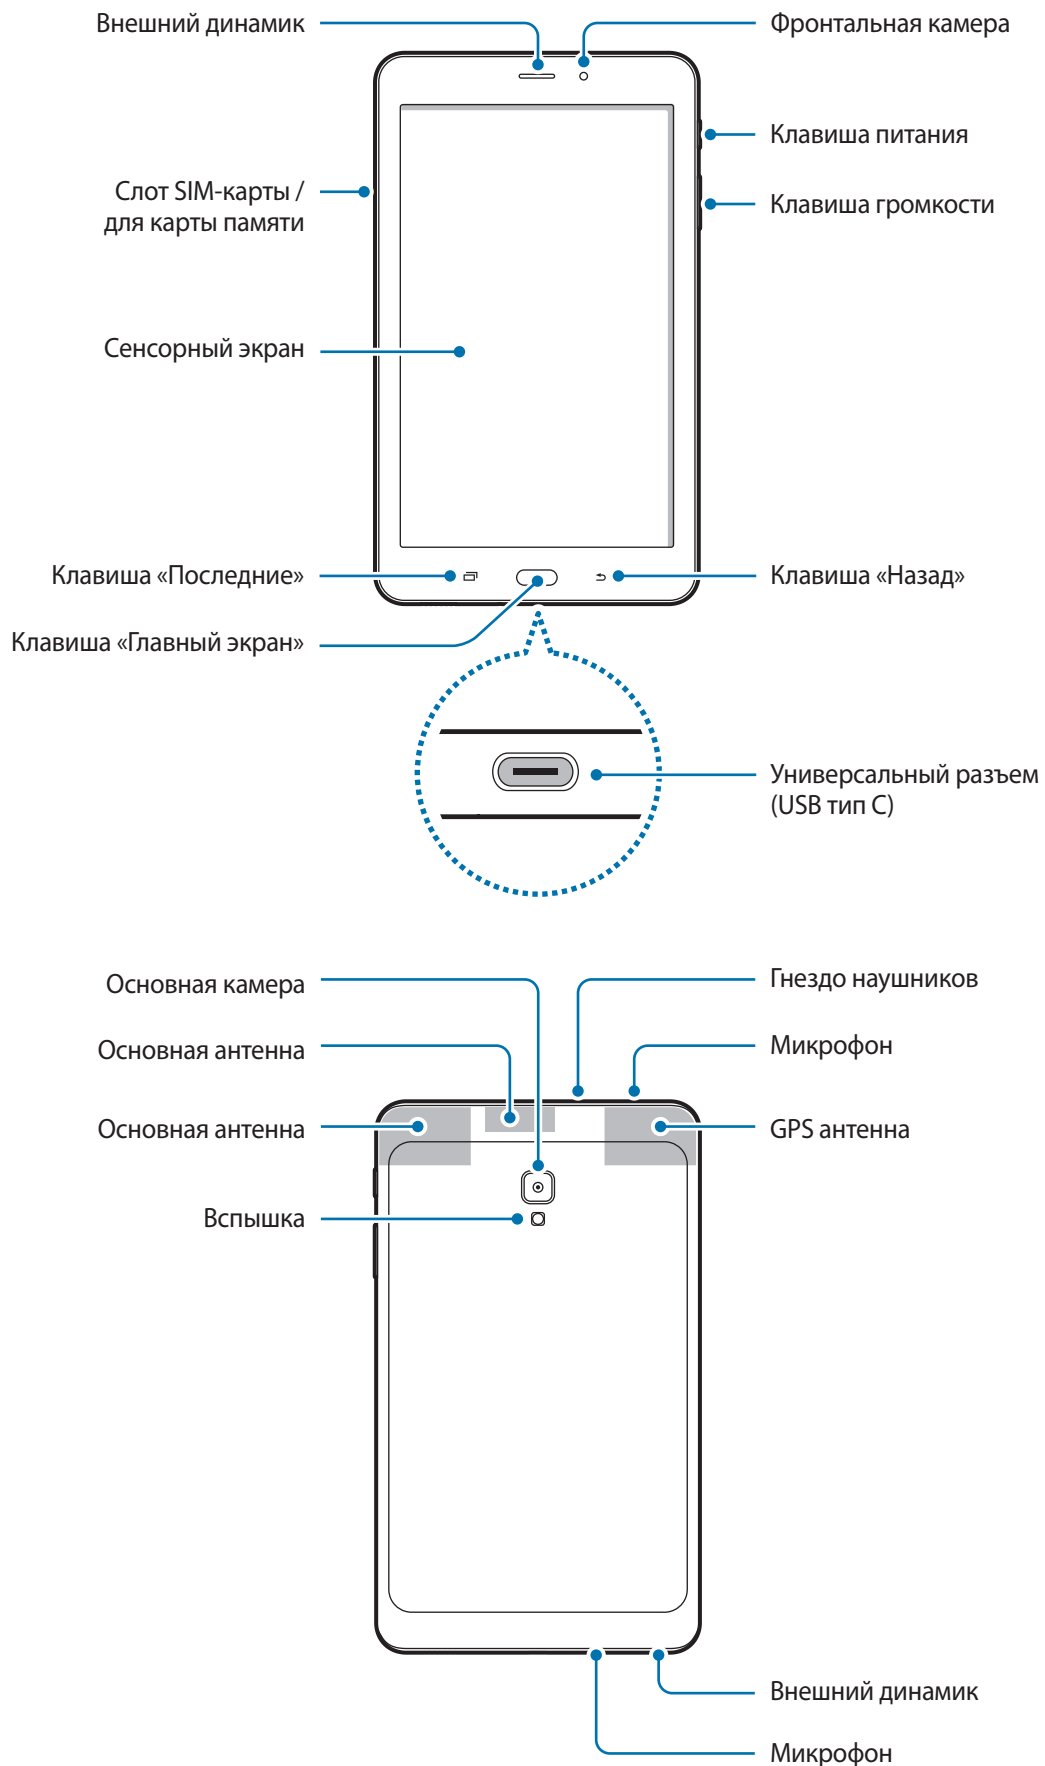 Внешний динамик
Фронтальная камера
Клавиша питания
Слот SIM-карты /
для карты памяти
Клавиша громкости
Сенсорный экран
Клавиша «Последние»
Клавиша «Назад»
Клавиша «Главный экран»
Универсальный разъем
(USB тип C)
Основная камера
Гнездо наушников
Основная антенна
Микрофон
Основная антенна
GPS антенна
Вспышка
Внешний динамик
Микрофон